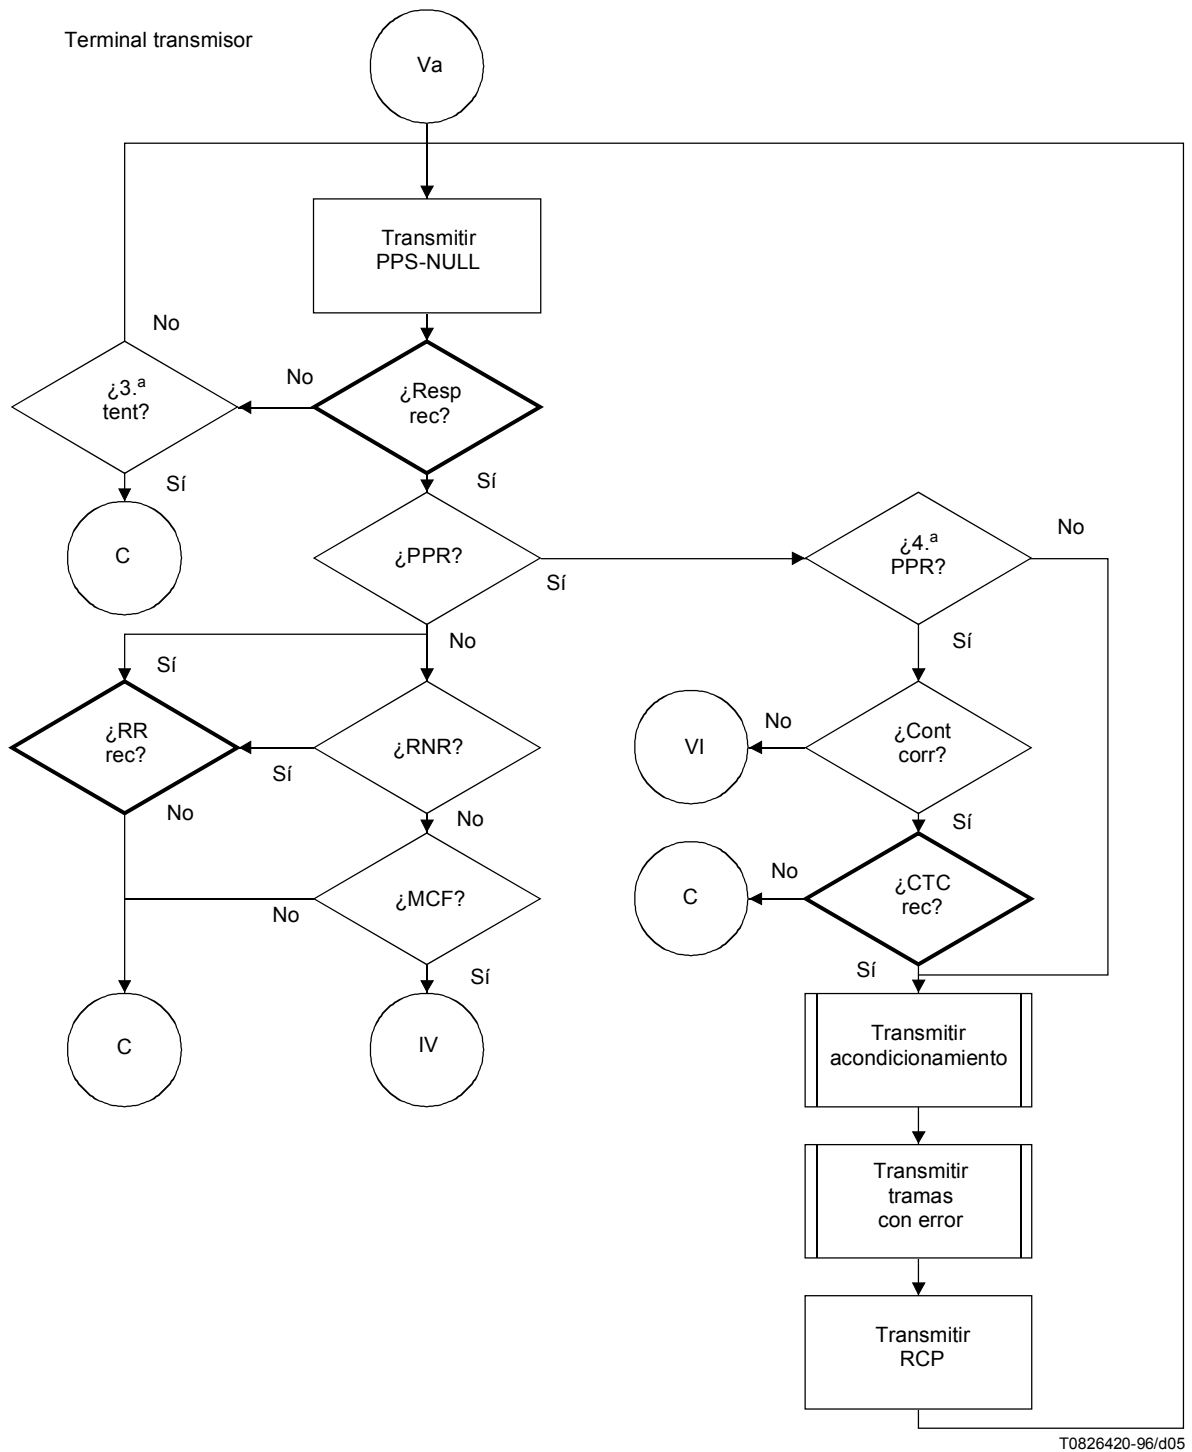 Terminal transmisor
Va
Transmitir
PPS-NULL
No
¿3.ª
tent?
No
¿Resp
rec?
Sí
Sí
C
¿PPR?
Sí
¿4.ª
PPR?
No
No
Sí
Sí
¿RR
rec?
¿RNR?
Sí
VI
No
¿Cont
corr?
No
No
Sí
¿MCF?
No
C
No
¿CTC
rec?
Sí
Sí
C
IV
Transmitir
acondicionamiento
Transmitir
tramas
con error
Transmitir
RCP
T0826420-96/d05